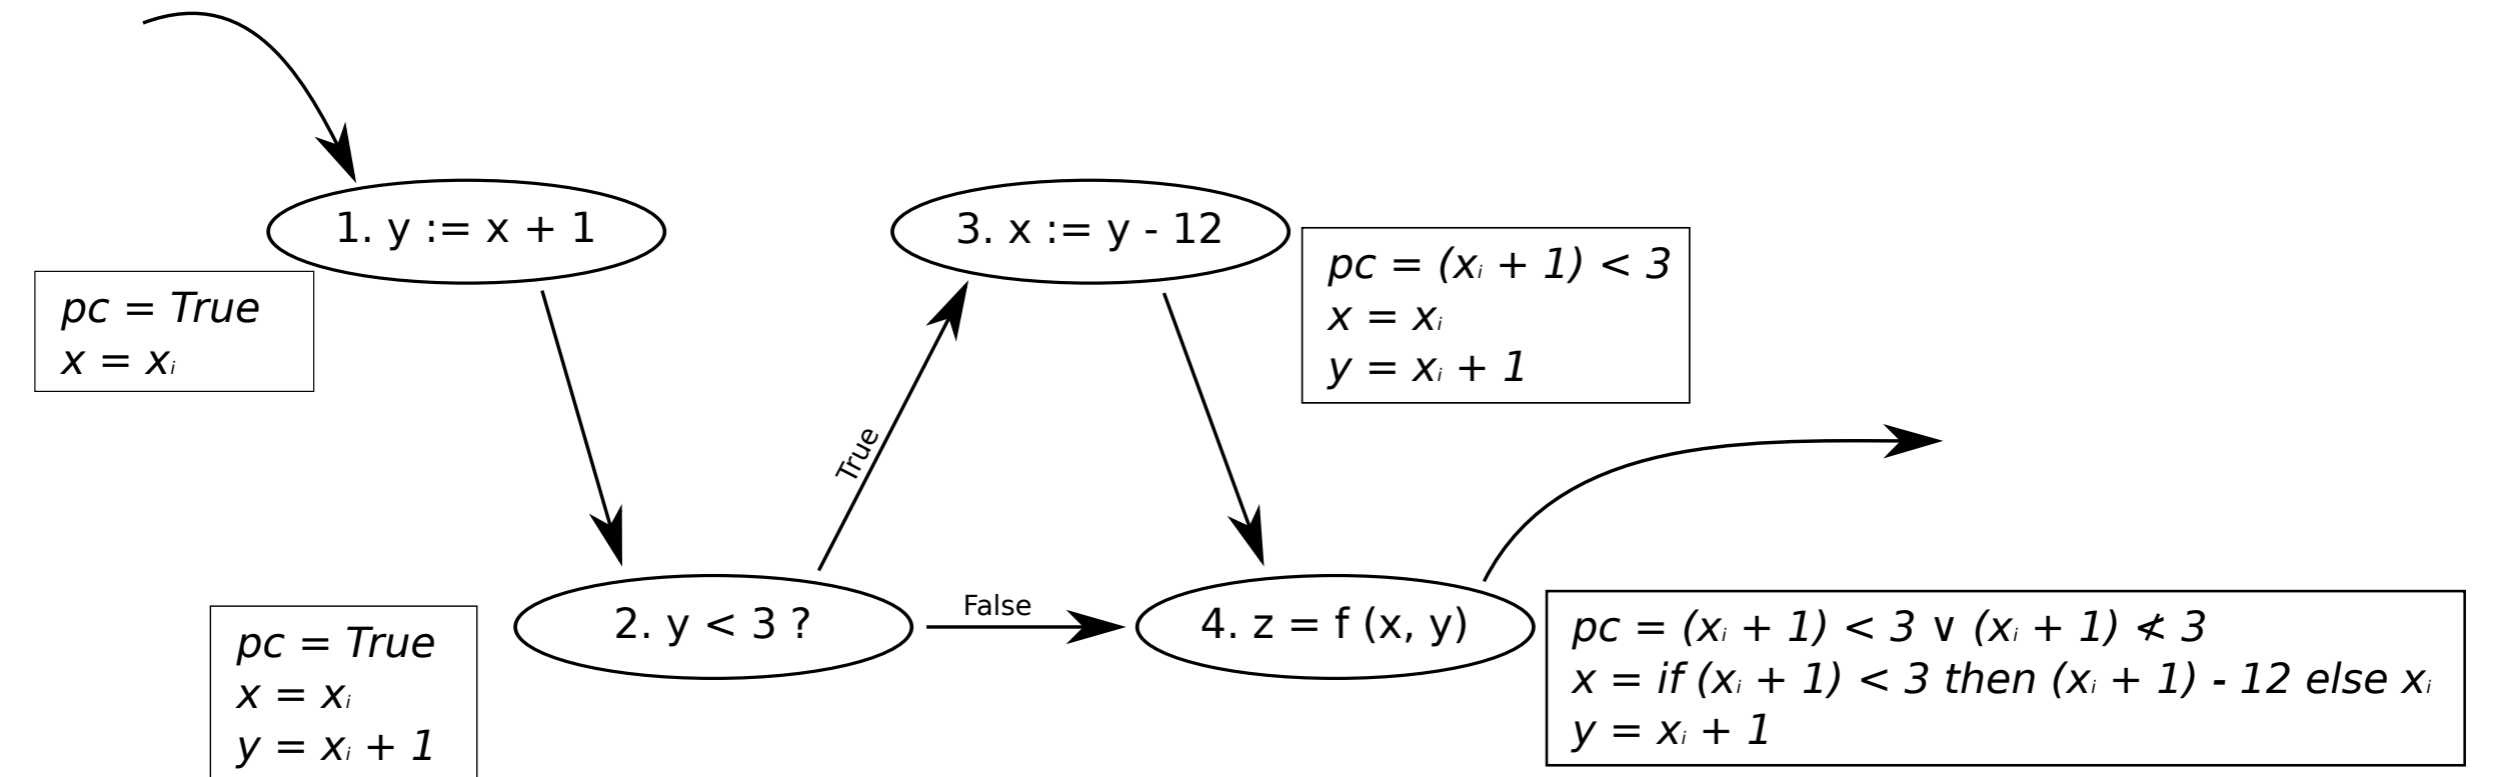 1. y := x + 1
pc = True
x = xᵢ
2. y < 3 ?
pc = True
x = xᵢ
y = xᵢ + 1
True
False
3. x := y - 12
pc = (xᵢ + 1) < 3
x = xᵢ
y = xᵢ + 1
4. z = f (x, y)
pc = (xᵢ + 1) < 3 ∨ (xᵢ + 1) ≮ 3
x = if (xᵢ + 1) < 3 then (xᵢ + 1) - 12 else xᵢ
y = xᵢ + 1